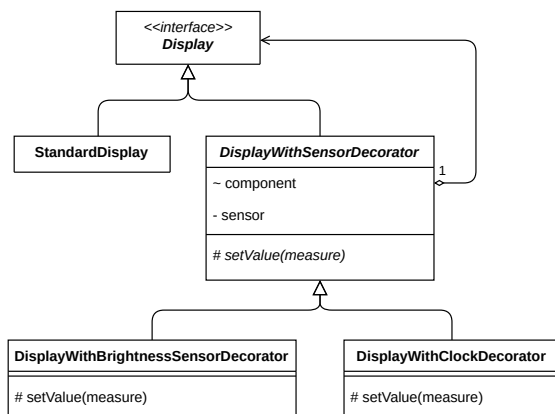 <<interface>>
Display
StandardDisplay
DisplayWithSensorDecorator
1
~ component
- sensor
# setValue(measure)
DisplayWithBrightnessSensorDecorator
# setValue(measure)
DisplayWithClockDecorator
# setValue(measure)